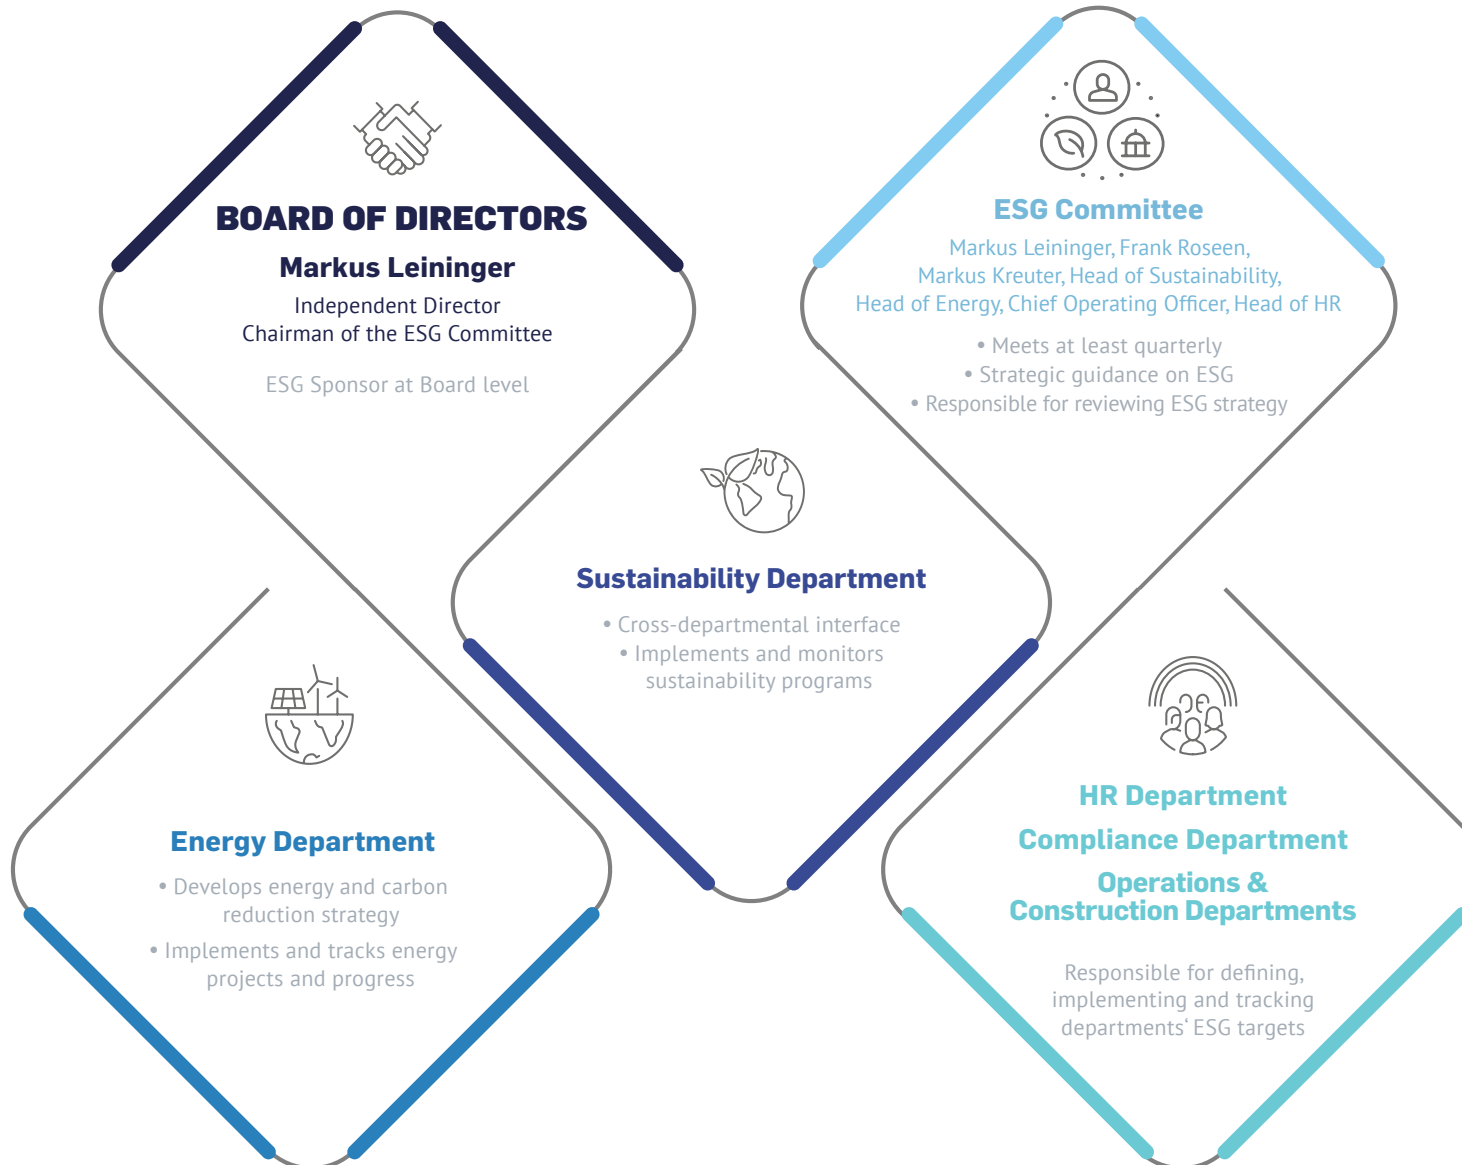 BOARD OF DIRECTORS
Markus Leininger
Independent Director
Chairman of the ESG Committee
ESG Sponsor at Board level
ESG Committee
Markus Leininger, Frank Roseen,
Markus Kreuter, Head of Sustainability,
Head of Energy, Chief Operating Officer, Head of HR
• Meets at least quarterly
• Strategic guidance on ESG
• Responsible for reviewing ESG strategy
Sustainability Department
• Cross-departmental interface
• Implements and monitors
sustainability programs
Energy Department
• Develops energy and carbon
reduction strategy
• Implements and tracks energy
projects and progress
HR Department
Compliance Department
Operations &
Construction Departments
Responsible for defining,
implementing and tracking
departments‘ ESG targets